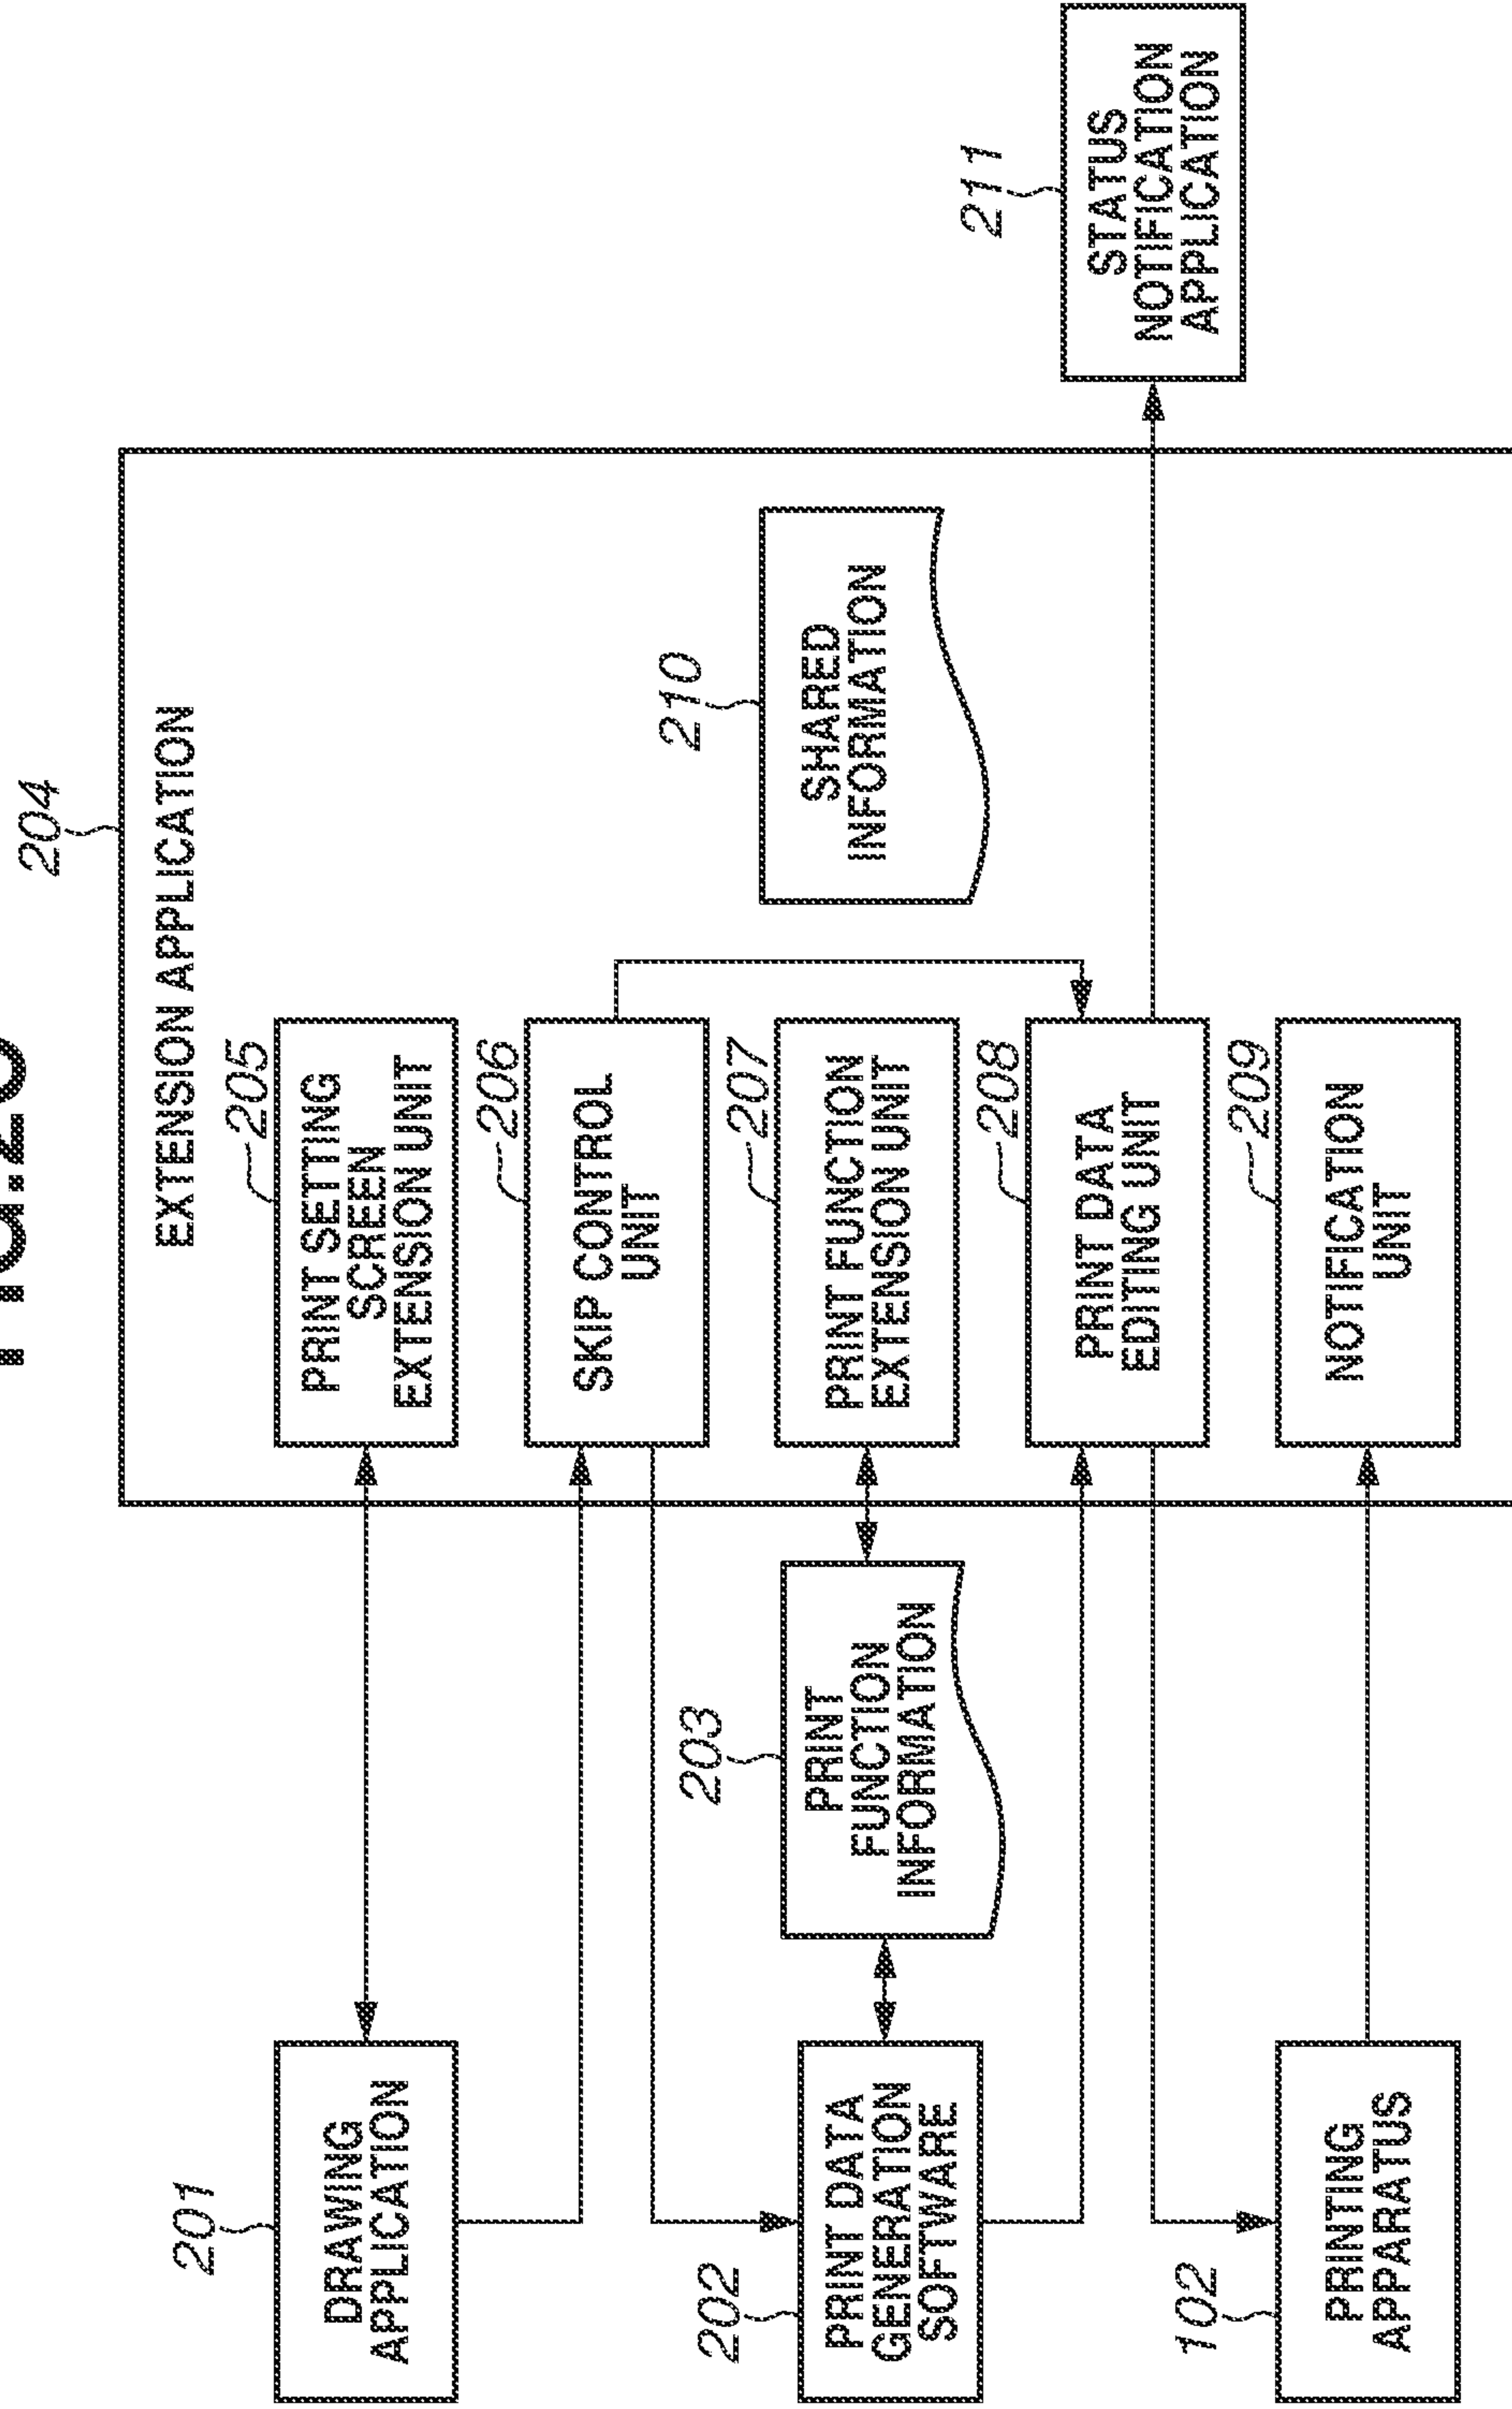 204
EXTENSION APPLICATION
201
DRAWING
APPLICATION
205
PRINT SETTING
SCREEN
EXTENSION UNIT
206
SKIP CONTROL
UNIT
202
PRINT DATA
GENERATION
SOFTWARE
203
PRINT
FUNCTION
INFORMATION
207
PRINT FUNCTION
EXTENSION UNIT
210
SHARED
INFORMATION
208
PRINT DATA
EDITING UNIT
211
STATUS
NOTIFICATION
APPLICATION
102
PRINTING
APPARATUS
209
NOTIFICATION
UNIT